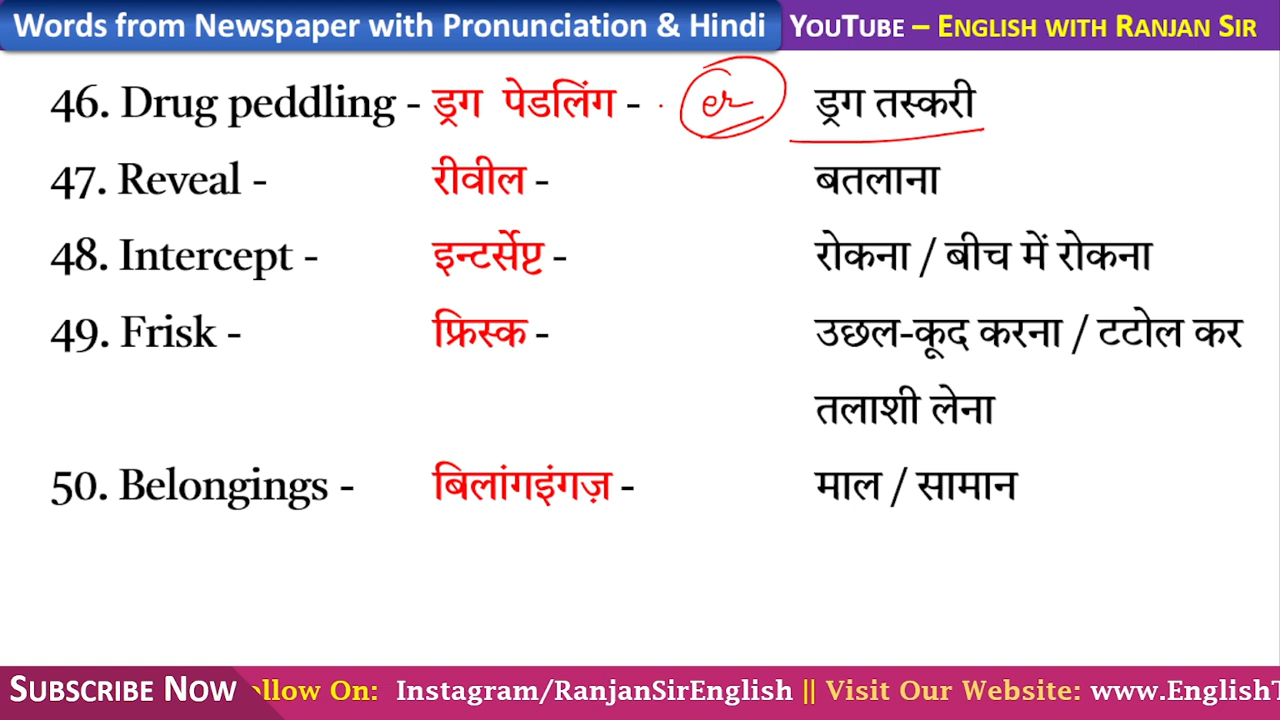 Words from Newspaper with Pronunciation & Hindi YouTube – English with Ranjan Sir
46. Drug peddling - ड्रग पेडलिंग - er ड्रग तस्करी
47. Reveal - रीवील - बतलाना
48. Intercept - इन्टर्सेप्ट - रोकना / बीच में रोकना
49. Frisk - फ्रिस्क - उछल-कूद करना / टटोल कर
तलाशी लेना
50. Belongings - बिलांगइंगज़ - माल / सामान
Subscribe Now ollow On: Instagram/RanjanSirEnglish || Visit Our Website: www.EnglishT